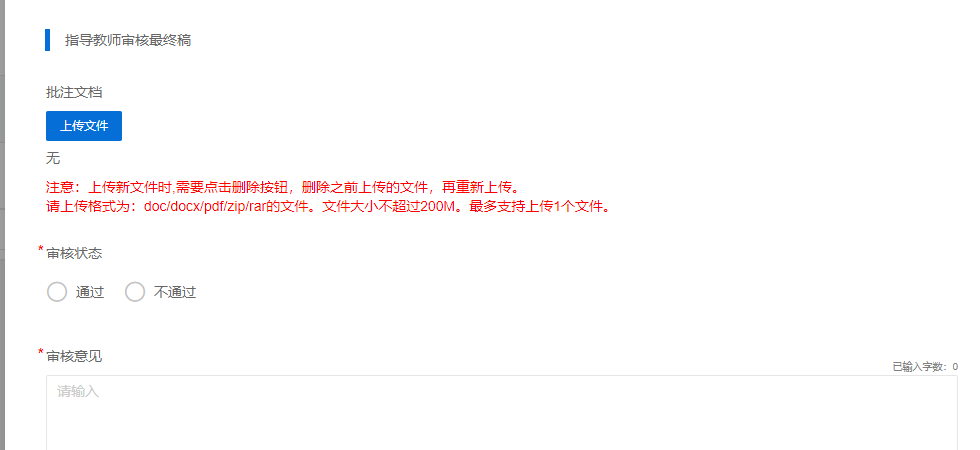 指导教师审核最终稿
批注文档
上传文件
无
注意：上传新文件时,需要点击删除按钮，删除之前上传的文件，再重新上传。
请上传格式为：doc/docx/pdf/zip/rar的文件。文件大小不超过200M。最多支持上传1个文件。
*审核状态
通过 不通过
*审核意见
已输入字数：0
请输入